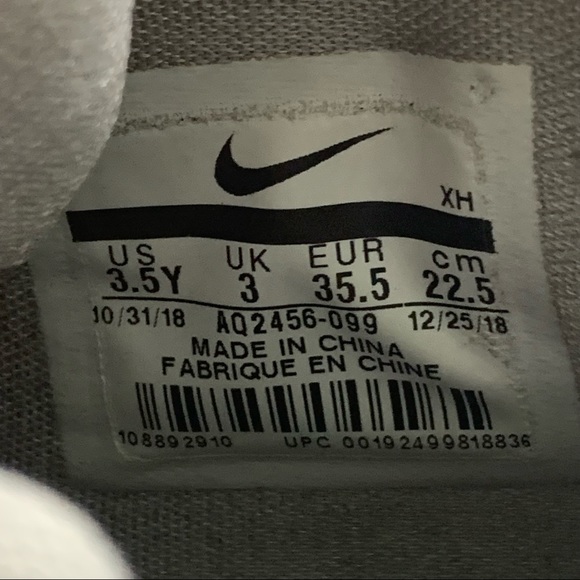 XH
US UK EUR cm
3.5Y 3 35.5 22.5
10/31/18 AQ2456-099 12/25/18
MADE IN CHINA
FABRIQUE EN CHINE
108892910 UPC 00192499818836